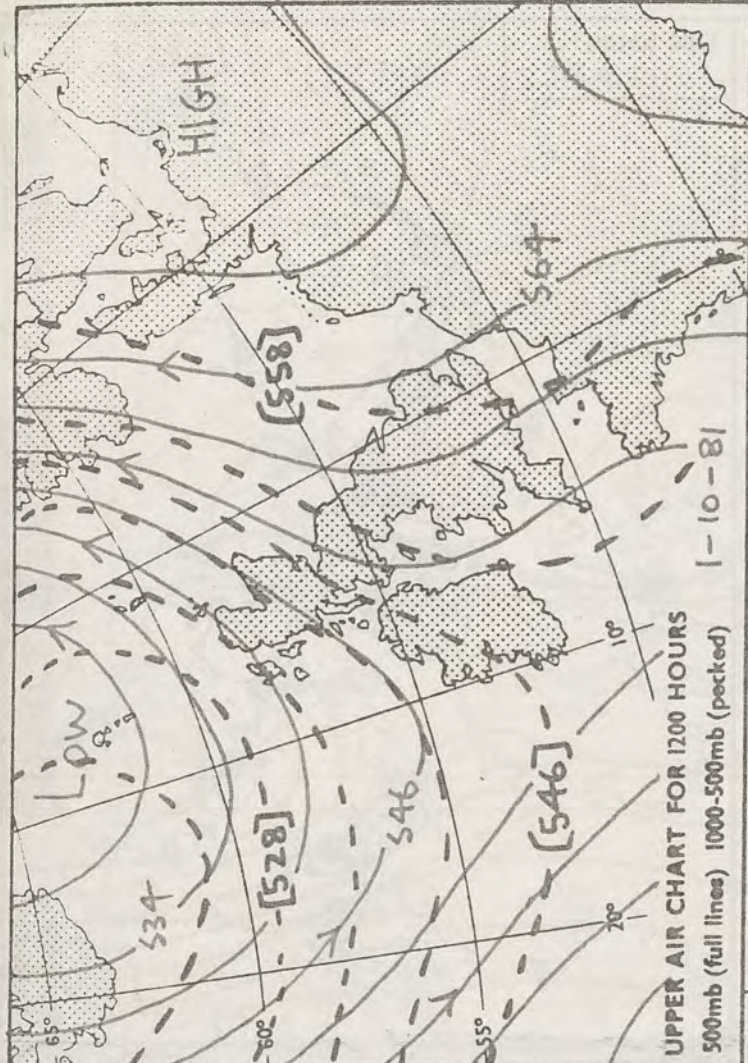 HIGH
Low
[558]
564
534
[528]
546
[546]
65°
60°
55°
20°
10°
UPPER AIR CHART FOR 1200 HOURS
500mb (full lines) 1000-500mb (pecked) 1-10-81